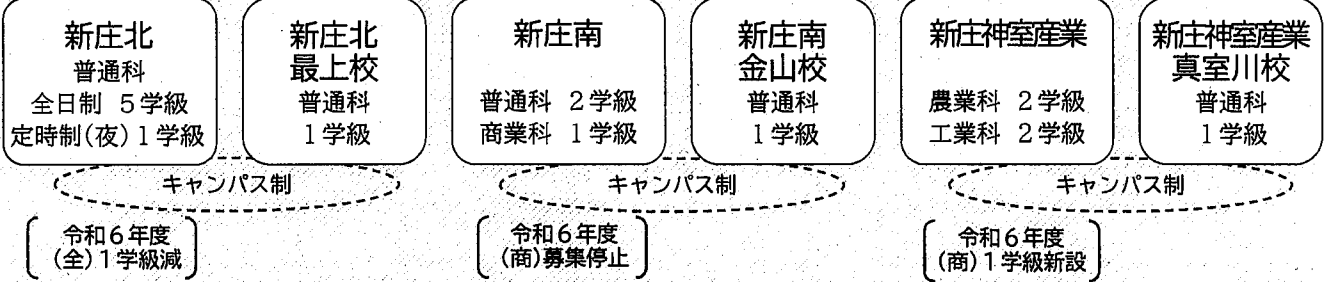 新庄北
普通科
全日制 5学級
定時制(夜)1学級
新庄北
最上校
普通科
1学級
キャンパス制
令和6年度
(全)1学級減
新庄南
普通科 2学級
商業科 1学級
新庄南
金山校
普通科
1学級
キャンパス制
令和6年度
(商)募集停止
新庄神室産業
農業科 2学級
工業科 2学級
新庄神室産業
真室川校
普通科
1学級
キャンパス制
令和6年度
(商)1学級新設